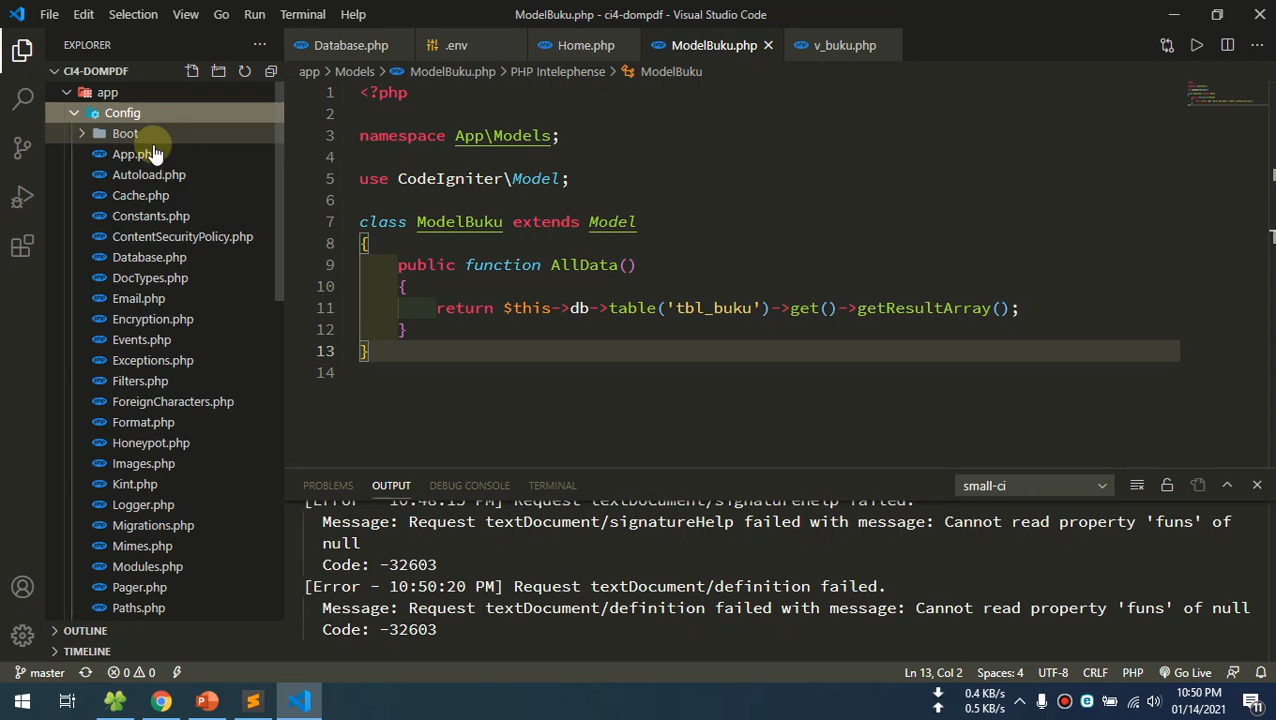 File Edit Selection View Go Run Terminal Help ModelBuku.php - ci4-dompdf - Visual Studio Code
EXPLORER
CI4-DOMPDF
app
Config
Boot
App.ph
Autoload.php
Cache.php
Constants.php
ContentSecurityPolicy.php
Database.php
DocTypes.php
Email.php
Encryption.php
Events.php
Exceptions.php
Filters.php
ForeignCharacters.php
Format.php
Honeypot.php
Images.php
Kint.php
Logger.php
Migrations.php
Mimes.php
Modules.php
Pager.php
Paths.php
OUTLINE
TIMELINE
Database.php .env Home.php ModelBuku.php v_buku.php
app > Models > ModelBuku.php > PHP Intelephense > ModelBuku
1 <?php
2
3 namespace App\Models;
4
5 use CodeIgniter\Model;
6
7 class ModelBuku extends Model
8 {
9 public function AllData()
10 {
11 return $this->db->table('tbl_buku')->get()->getResultArray();
12 }
13 }
14
PROBLEMS OUTPUT DEBUG CONSOLE TERMINAL small-ci
[Error - 10:48:15 PM] Request textDocument/signatureHelp failed.
Message: Request textDocument/signatureHelp failed with message: Cannot read property 'funs' of
null
Code: -32603
[Error - 10:50:20 PM] Request textDocument/definition failed.
Message: Request textDocument/definition failed with message: Cannot read property 'funs' of null
Code: -32603
master 0 0 Ln 13, Col 2 Spaces: 4 UTF-8 CRLF PHP Go Live
0.4 KB/s
0.5 KB/s
10:50 PM
01/14/2021
11